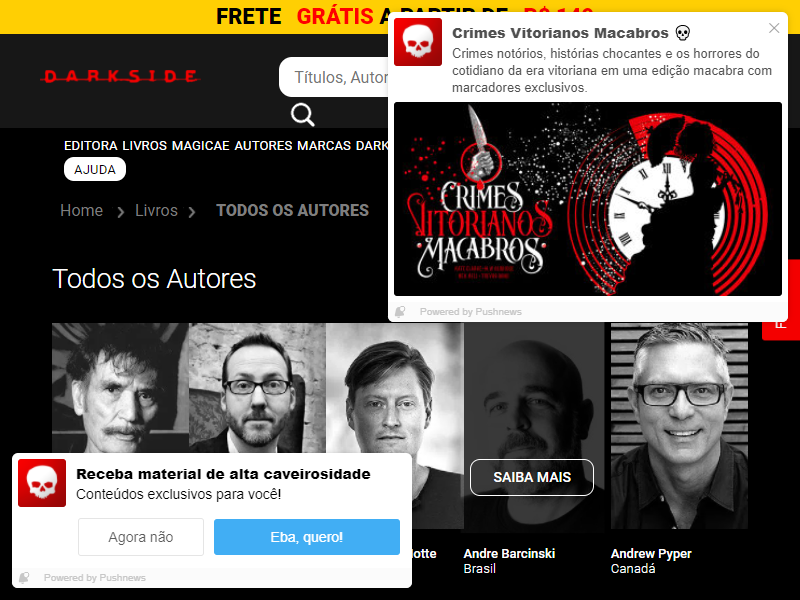 FRETE GRÁTIS A PARTIR DE R$ 140
DARKSIDE
Títulos, Autor
EDITORA LIVROS MAGICAE AUTORES MARCAS DARK
AJUDA
Home > Livros > TODOS OS AUTORES
Todos os Autores
Crimes Vitorianos Macabros 💀
Crimes notórios, histórias chocantes e os horrores do
cotidiano da era vitoriana em uma edição macabra com
marcadores exclusivos.
CRIMES
VITORIANOS
MACABROS
Powered by Pushnews
SAIBA MAIS
Andre Barcinski
Brasil
Andrew Pyper
Canadá
Receba material de alta caveirosidade
Conteúdos exclusivos para você!
Agora não
Eba, quero!
Powered by Pushnews